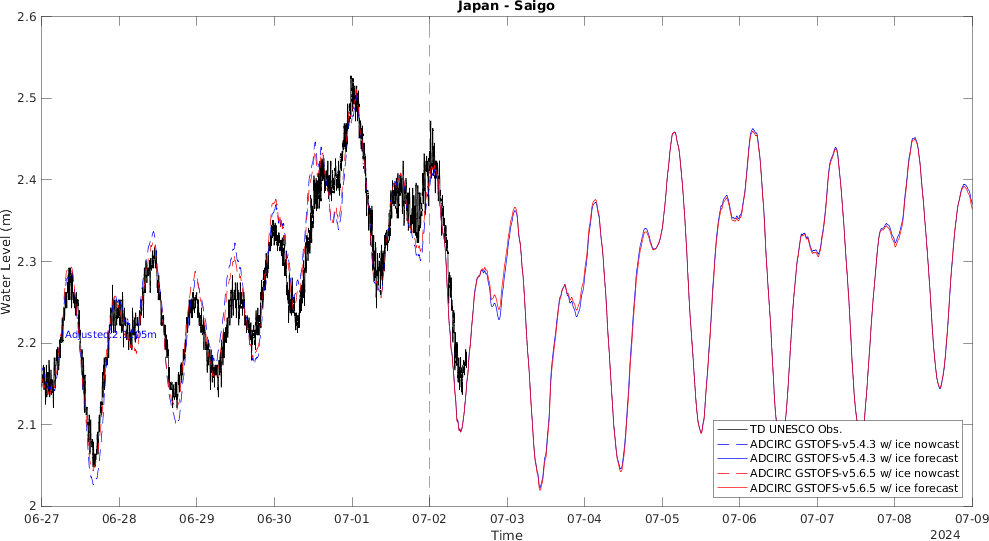 Japan - Saigo
2.6
2.5
2.4
2.3
2.2
2.1
2
Water Level (m)
06-27
06-28
06-29
06-30
07-01
07-02
07-03
07-04
07-05
07-06
07-07
07-08
07-09
Time
2024
TD UNESCO Obs.
ADCIRC GSTOFS-v5.4.3 w/ ice nowcast
ADCIRC GSTOFS-v5.4.3 w/ ice forecast
ADCIRC GSTOFS-v5.6.5 w/ ice nowcast
ADCIRC GSTOFS-v5.6.5 w/ ice forecast